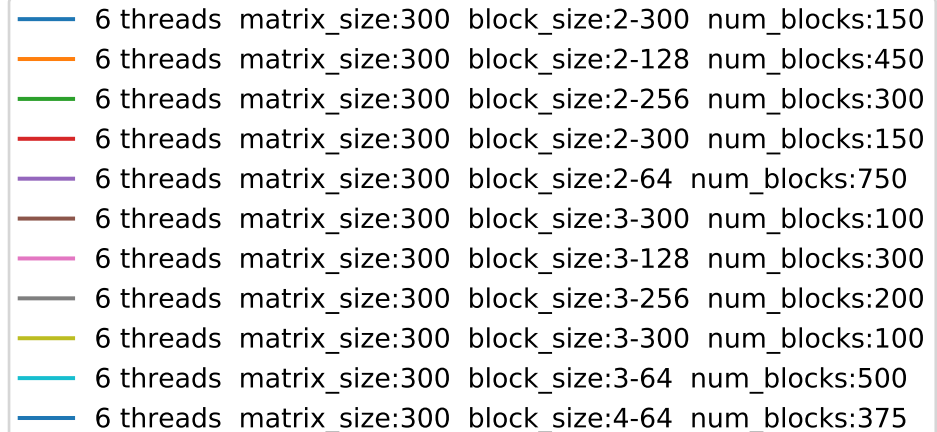 6 threads matrix_size:300 block_size:2-300 num_blocks:150
6 threads matrix_size:300 block_size:2-128 num_blocks:450
6 threads matrix_size:300 block_size:2-256 num_blocks:300
6 threads matrix_size:300 block_size:2-300 num_blocks:150
6 threads matrix_size:300 block_size:2-64 num_blocks:750
6 threads matrix_size:300 block_size:3-300 num_blocks:100
6 threads matrix_size:300 block_size:3-128 num_blocks:300
6 threads matrix_size:300 block_size:3-256 num_blocks:200
6 threads matrix_size:300 block_size:3-300 num_blocks:100
6 threads matrix_size:300 block_size:3-64 num_blocks:500
6 threads matrix_size:300 block_size:4-64 num_blocks:375